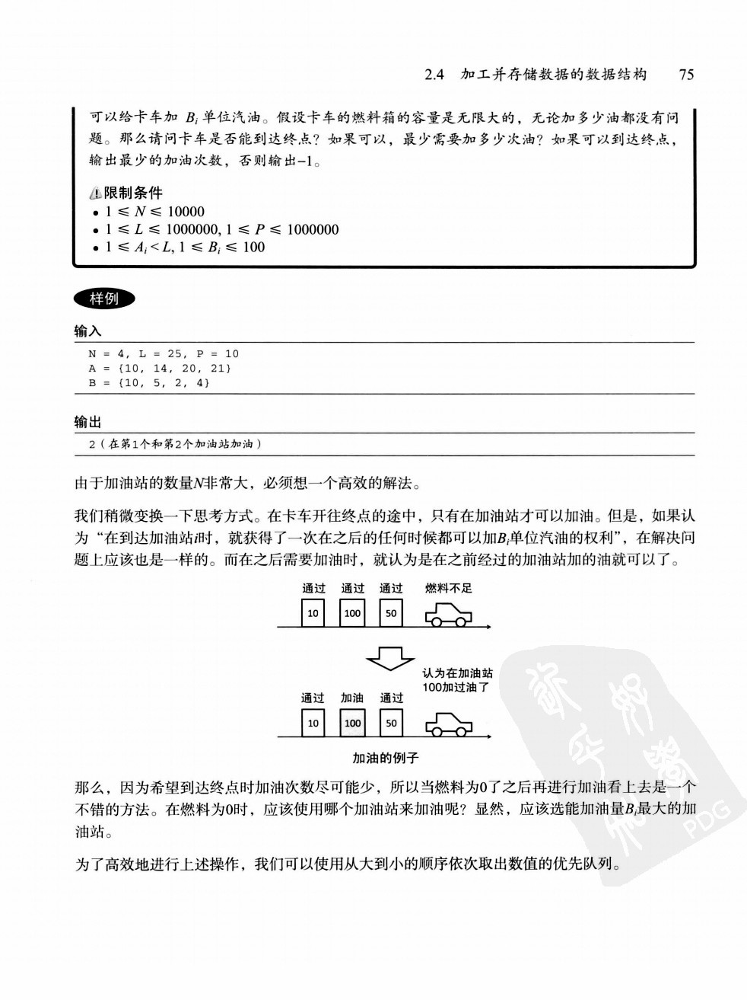 2.4 加工并存储数据的数据结构 75
可以给卡车加 Bi 单位汽油。假设卡车的燃料箱的容量是无限大的，无论加多少油都没有问
题。那么请问卡车是否能到达终点？如果可以，最少需要加多少次油？如果可以到达终点，
输出最少的加油次数，否则输出−1。
限制条件
• 1 ≤ N ≤ 10000
• 1 ≤ L ≤ 1000000, 1 ≤ P ≤ 1000000
• 1 ≤ Ai < L, 1 ≤ Bi ≤ 100
样例
输入
N = 4, L = 25, P = 10
A = {10, 14, 20, 21}
B = {10, 5, 2, 4}
输出
2（在第1个和第2个加油站加油）
由于加油站的数量N非常大，必须想一个高效的解法。
我们稍微变换一下思考方式。在卡车开往终点的途中，只有在加油站才可以加油。但是，如果认
为“在到达加油站i时，就获得了一次在之后的任何时候都可以加Bi单位汽油的权利”，在解决问
题上应该也是一样的。而在之后需要加油时，就认为是在之前经过的加油站加的油就可以了。
通过 通过 通过 燃料不足
10 100 50
认为在加油站
100加过油了
通过 加油 通过
10 100 50
加油的例子
那么，因为希望到达终点时加油次数尽可能少，所以当燃料为0了之后再进行加油看上去是一个
不错的方法。在燃料为0时，应该使用哪个加油站来加油呢？显然，应该选能加油量Bi最大的加
油站。
为了高效地进行上述操作，我们可以使用从大到小的顺序依次取出数值的优先队列。
PDG